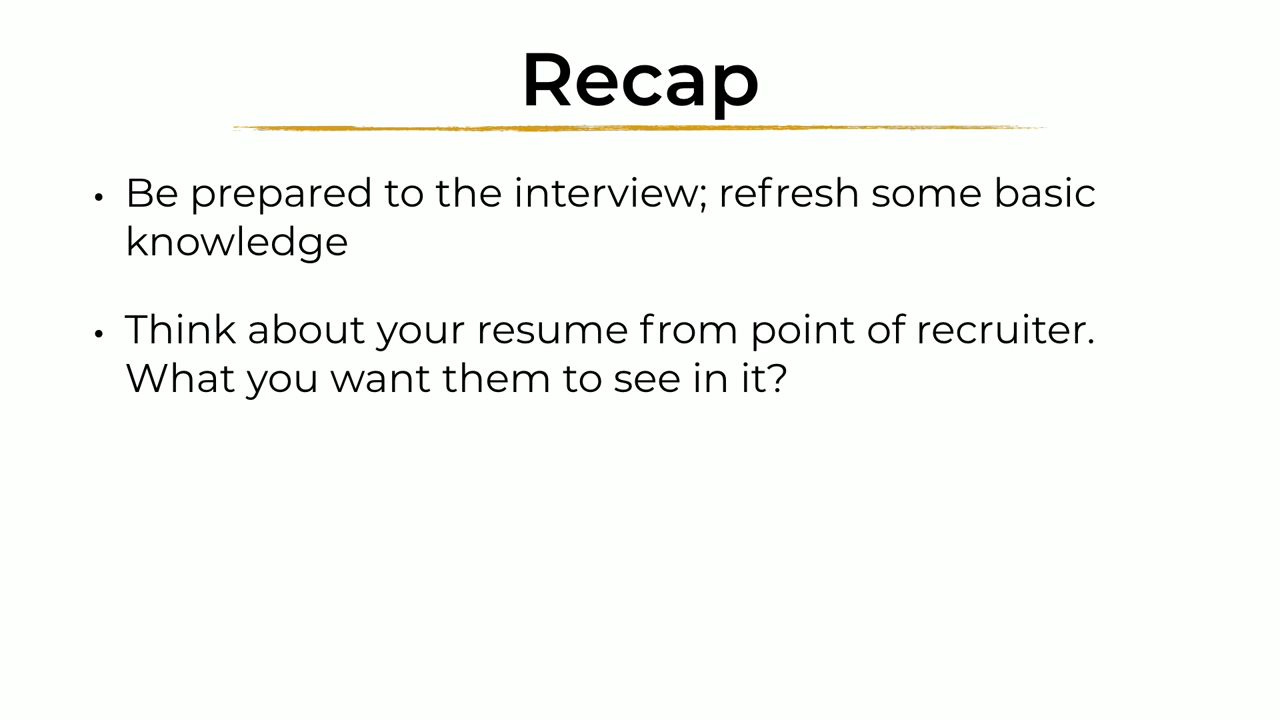 Recap
• Be prepared to the interview; refresh some basic
knowledge
• Think about your resume from point of recruiter.
What you want them to see in it?